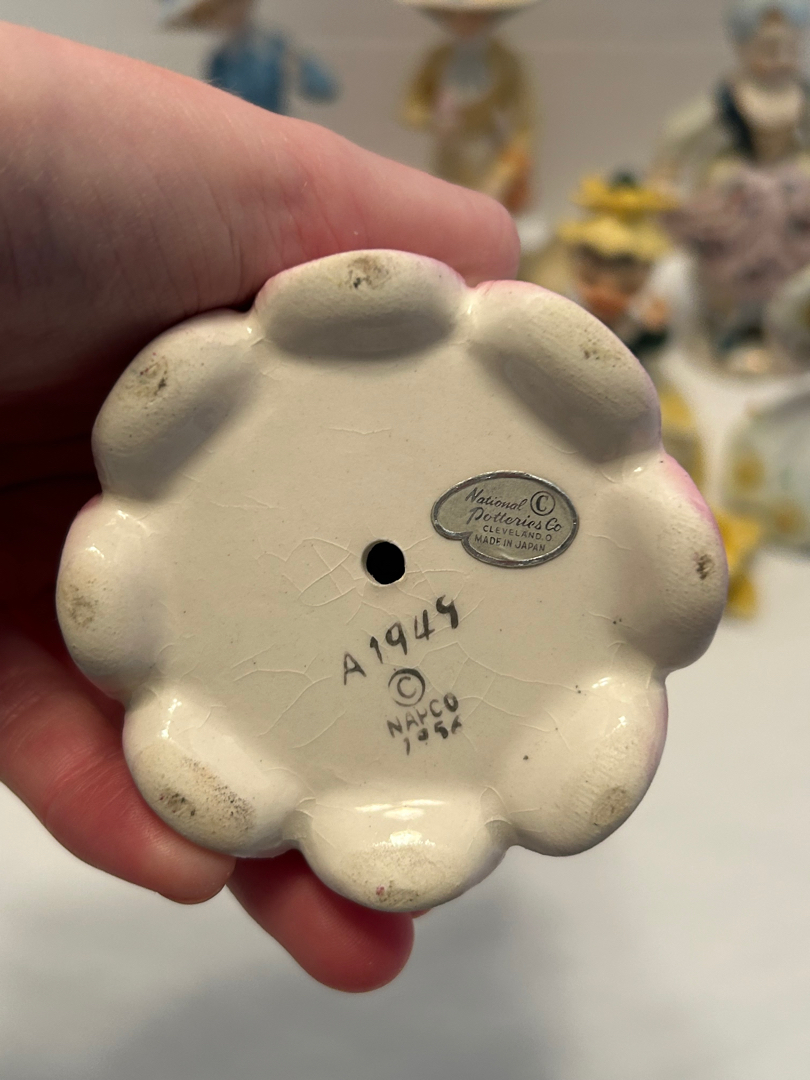 National ©
Potteries Co
CLEVELAND.O
MADE IN JAPAN
A1949
©
NAPCO
1956